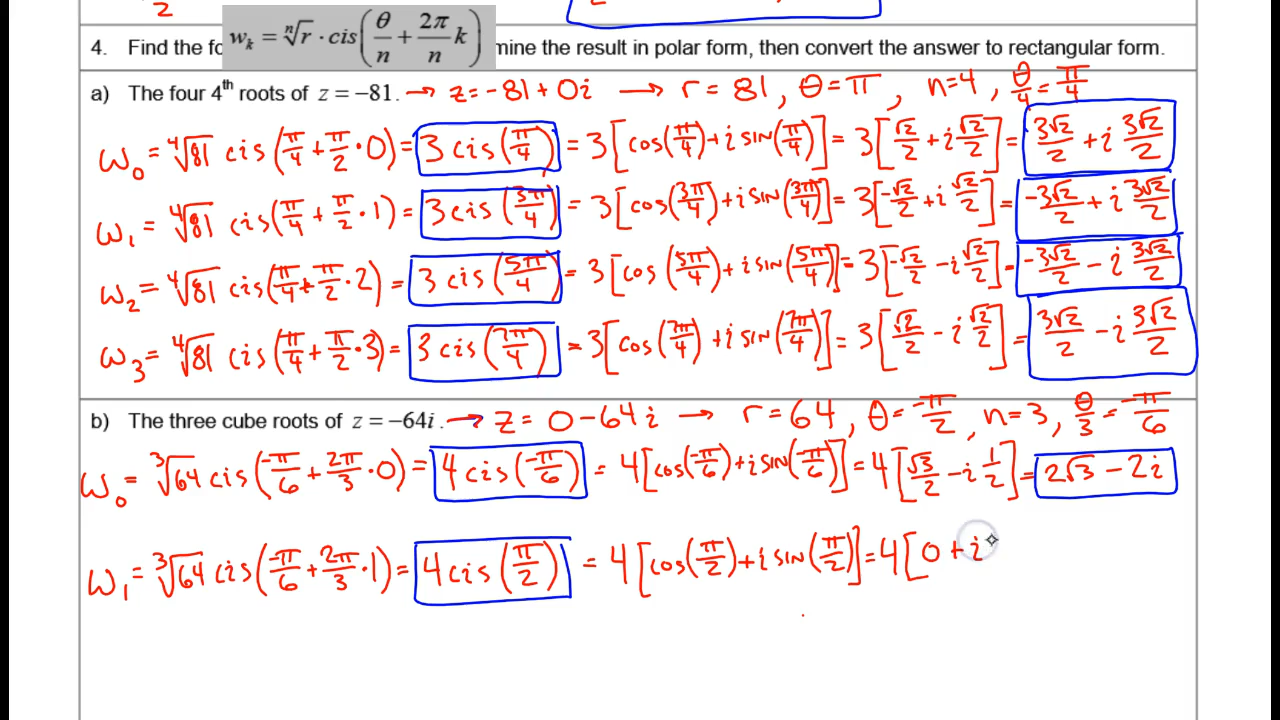 2
4. Find the fo w_k = ⁿ√r · cis(θ/n + 2π/n k) mine the result in polar form, then convert the answer to rectangular form.
a) The four 4th roots of z = −81. → z = -81 + 0i → r = 81, θ = π, n = 4, θ/4 = π/4
ω₀ = ⁴√81 cis(π/4 + π/2 · 0) = 3 cis(π/4) = 3[cos(π/4) + i sin(π/4)] = 3[√2/2 + i √2/2] = 3√2/2 + i 3√2/2
ω₁ = ⁴√81 cis(π/4 + π/2 · 1) = 3 cis(3π/4) = 3[cos(3π/4) + i sin(3π/4)] = 3[-√2/2 + i √2/2] = -3√2/2 + i 3√2/2
ω₂ = ⁴√81 cis(π/4 + π/2 · 2) = 3 cis(5π/4) = 3[cos(5π/4) + i sin(5π/4)] = 3[-√2/2 - i √2/2] = -3√2/2 - i 3√2/2
ω₃ = ⁴√81 cis(π/4 + π/2 · 3) = 3 cis(7π/4) = 3[cos(7π/4) + i sin(7π/4)] = 3[√2/2 - i √2/2] = 3√2/2 - i 3√2/2
b) The three cube roots of z = −64i. → z = 0 - 64i → r = 64, θ = -π/2, n = 3, θ/3 = -π/6
ω₀ = ³√64 cis(-π/6 + 2π/3 · 0) = 4 cis(-π/6) = 4[cos(-π/6) + i sin(-π/6)] = 4[√3/2 - i 1/2] = 2√3 - 2i
ω₁ = ³√64 cis(-π/6 + 2π/3 · 1) = 4 cis(π/2) = 4[cos(π/2) + i sin(π/2)] = 4[0 + i